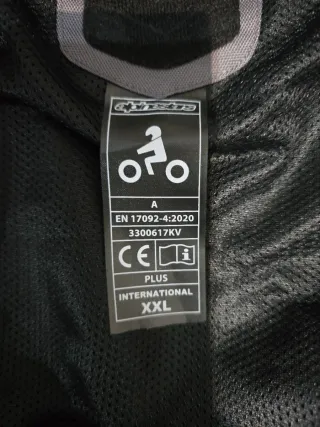 alpinestars
A
EN 17092-4:2020
3300617KV
CE i
PLUS
INTERNATIONAL
XXL